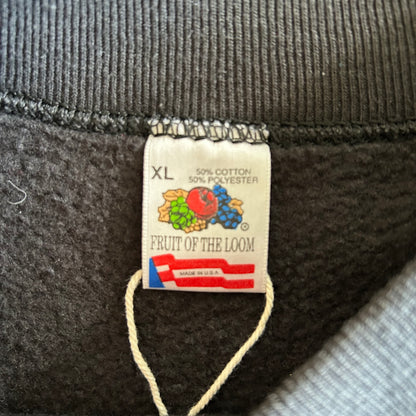 XL
50% COTTON
50% POLYESTER
®
FRUIT OF THE LOOM
MADE IN U.S.A